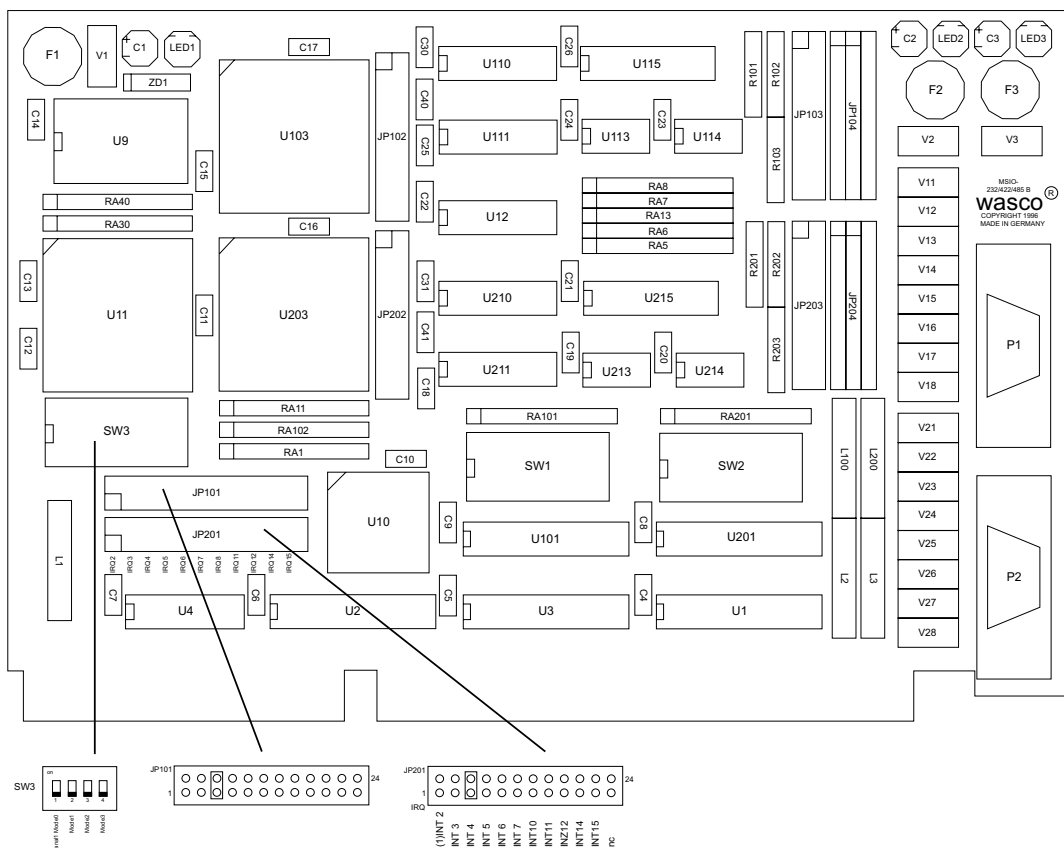 F1
V1
+
C1
LED1
C17
C30
U110
C26
U115
R101
R102
JP103
JP104
+
C2
LED2
+
C3
LED3
ZD1
F2
F3
C14
U9
U103
JP102
C40
C25
U111
C24
U113
C23
U114
R103
V2
V3
C15
RA40
RA30
C22
U12
RA8
RA7
RA13
RA6
RA5
V11
V12
V13
V14
V15
V16
V17
V18
MSIO-
232/422/485 B
wasco ®
COPYRIGHT 1996
MADE IN GERMANY
C16
C13
U11
C12
C11
U203
JP202
C31
U210
C21
U215
R201
R202
JP203
JP204
P1
C41
C18
U211
C19
U213
C20
U214
R203
SW3
RA11
RA102
RA1
RA101
RA201
C10
SW1
SW2
L100
L200
V21
V22
V23
V24
V25
V26
V27
V28
JP101
JP201
U10
C9
U101
C8
U201
L1
IRQ2
IRQ3
IRQ4
IRQ5
IRQ6
IRQ7
IRQ8
IRQ11
IRQ12
IRQ14
IRQ15
L2
L3
P2
C7
U4
C6
U2
C5
U3
C4
U1
SW3
on
1 2 3 4
Mode0
Mode1
Mode2
Mode3
JP101
24
1
JP201
24
1
IRQ
(1)INT 2
INT 3
INT 4
INT 5
INT 6
INT 7
INT10
INT11
INZ12
INT14
INT15
nc